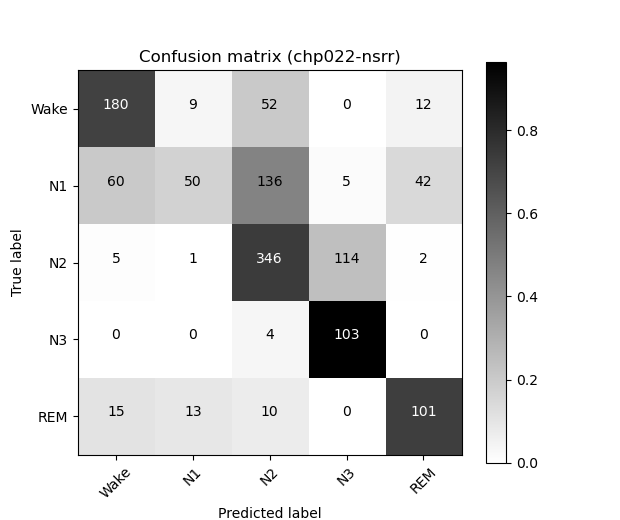 Confusion matrix (chp022-nsrr)
True label
Wake 180 9 52 0 12
N1 60 50 136 5 42
N2 5 1 346 114 2
N3 0 0 4 103 0
REM 15 13 10 0 101
Wake N1 N2 N3 REM
Predicted label
0.8
0.6
0.4
0.2
0.0